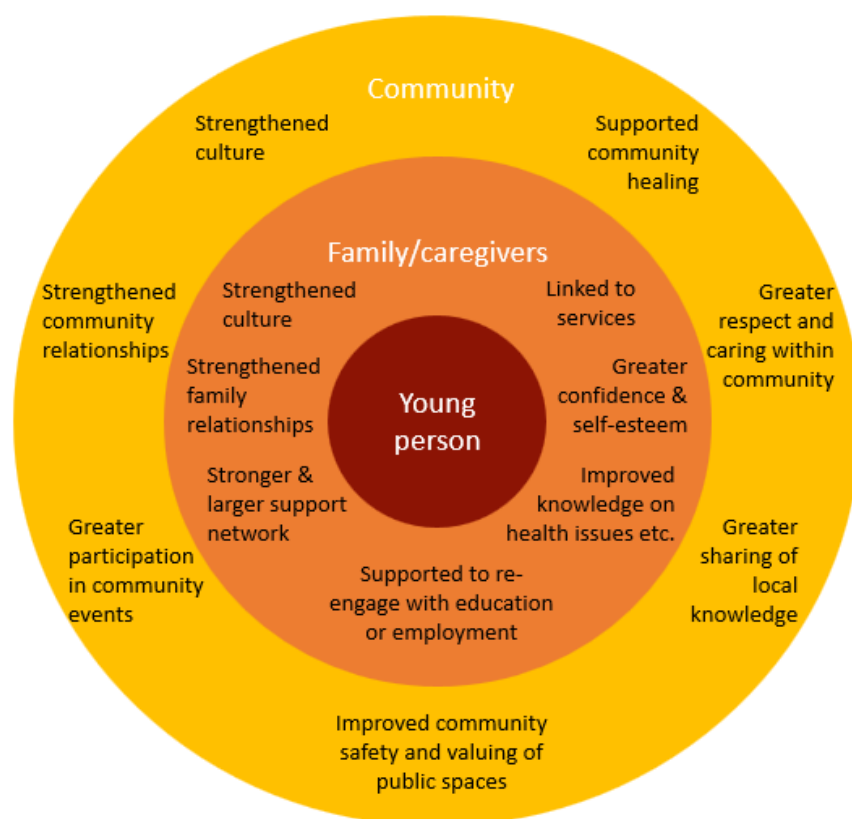 Community
Strengthened
culture
Supported
community
healing
Strengthened
community
relationships
Greater
respect and
caring within
community
Greater
participation
in community
events
Greater
sharing of
local
knowledge
Improved community
safety and valuing of
public spaces
Family/caregivers
Strengthened
culture
Linked to
services
Strengthened
family
relationships
Greater
confidence &
self-esteem
Stronger &
larger support
network
Improved
knowledge on
health issues etc.
Supported to re-
engage with education
or employment
Young
person